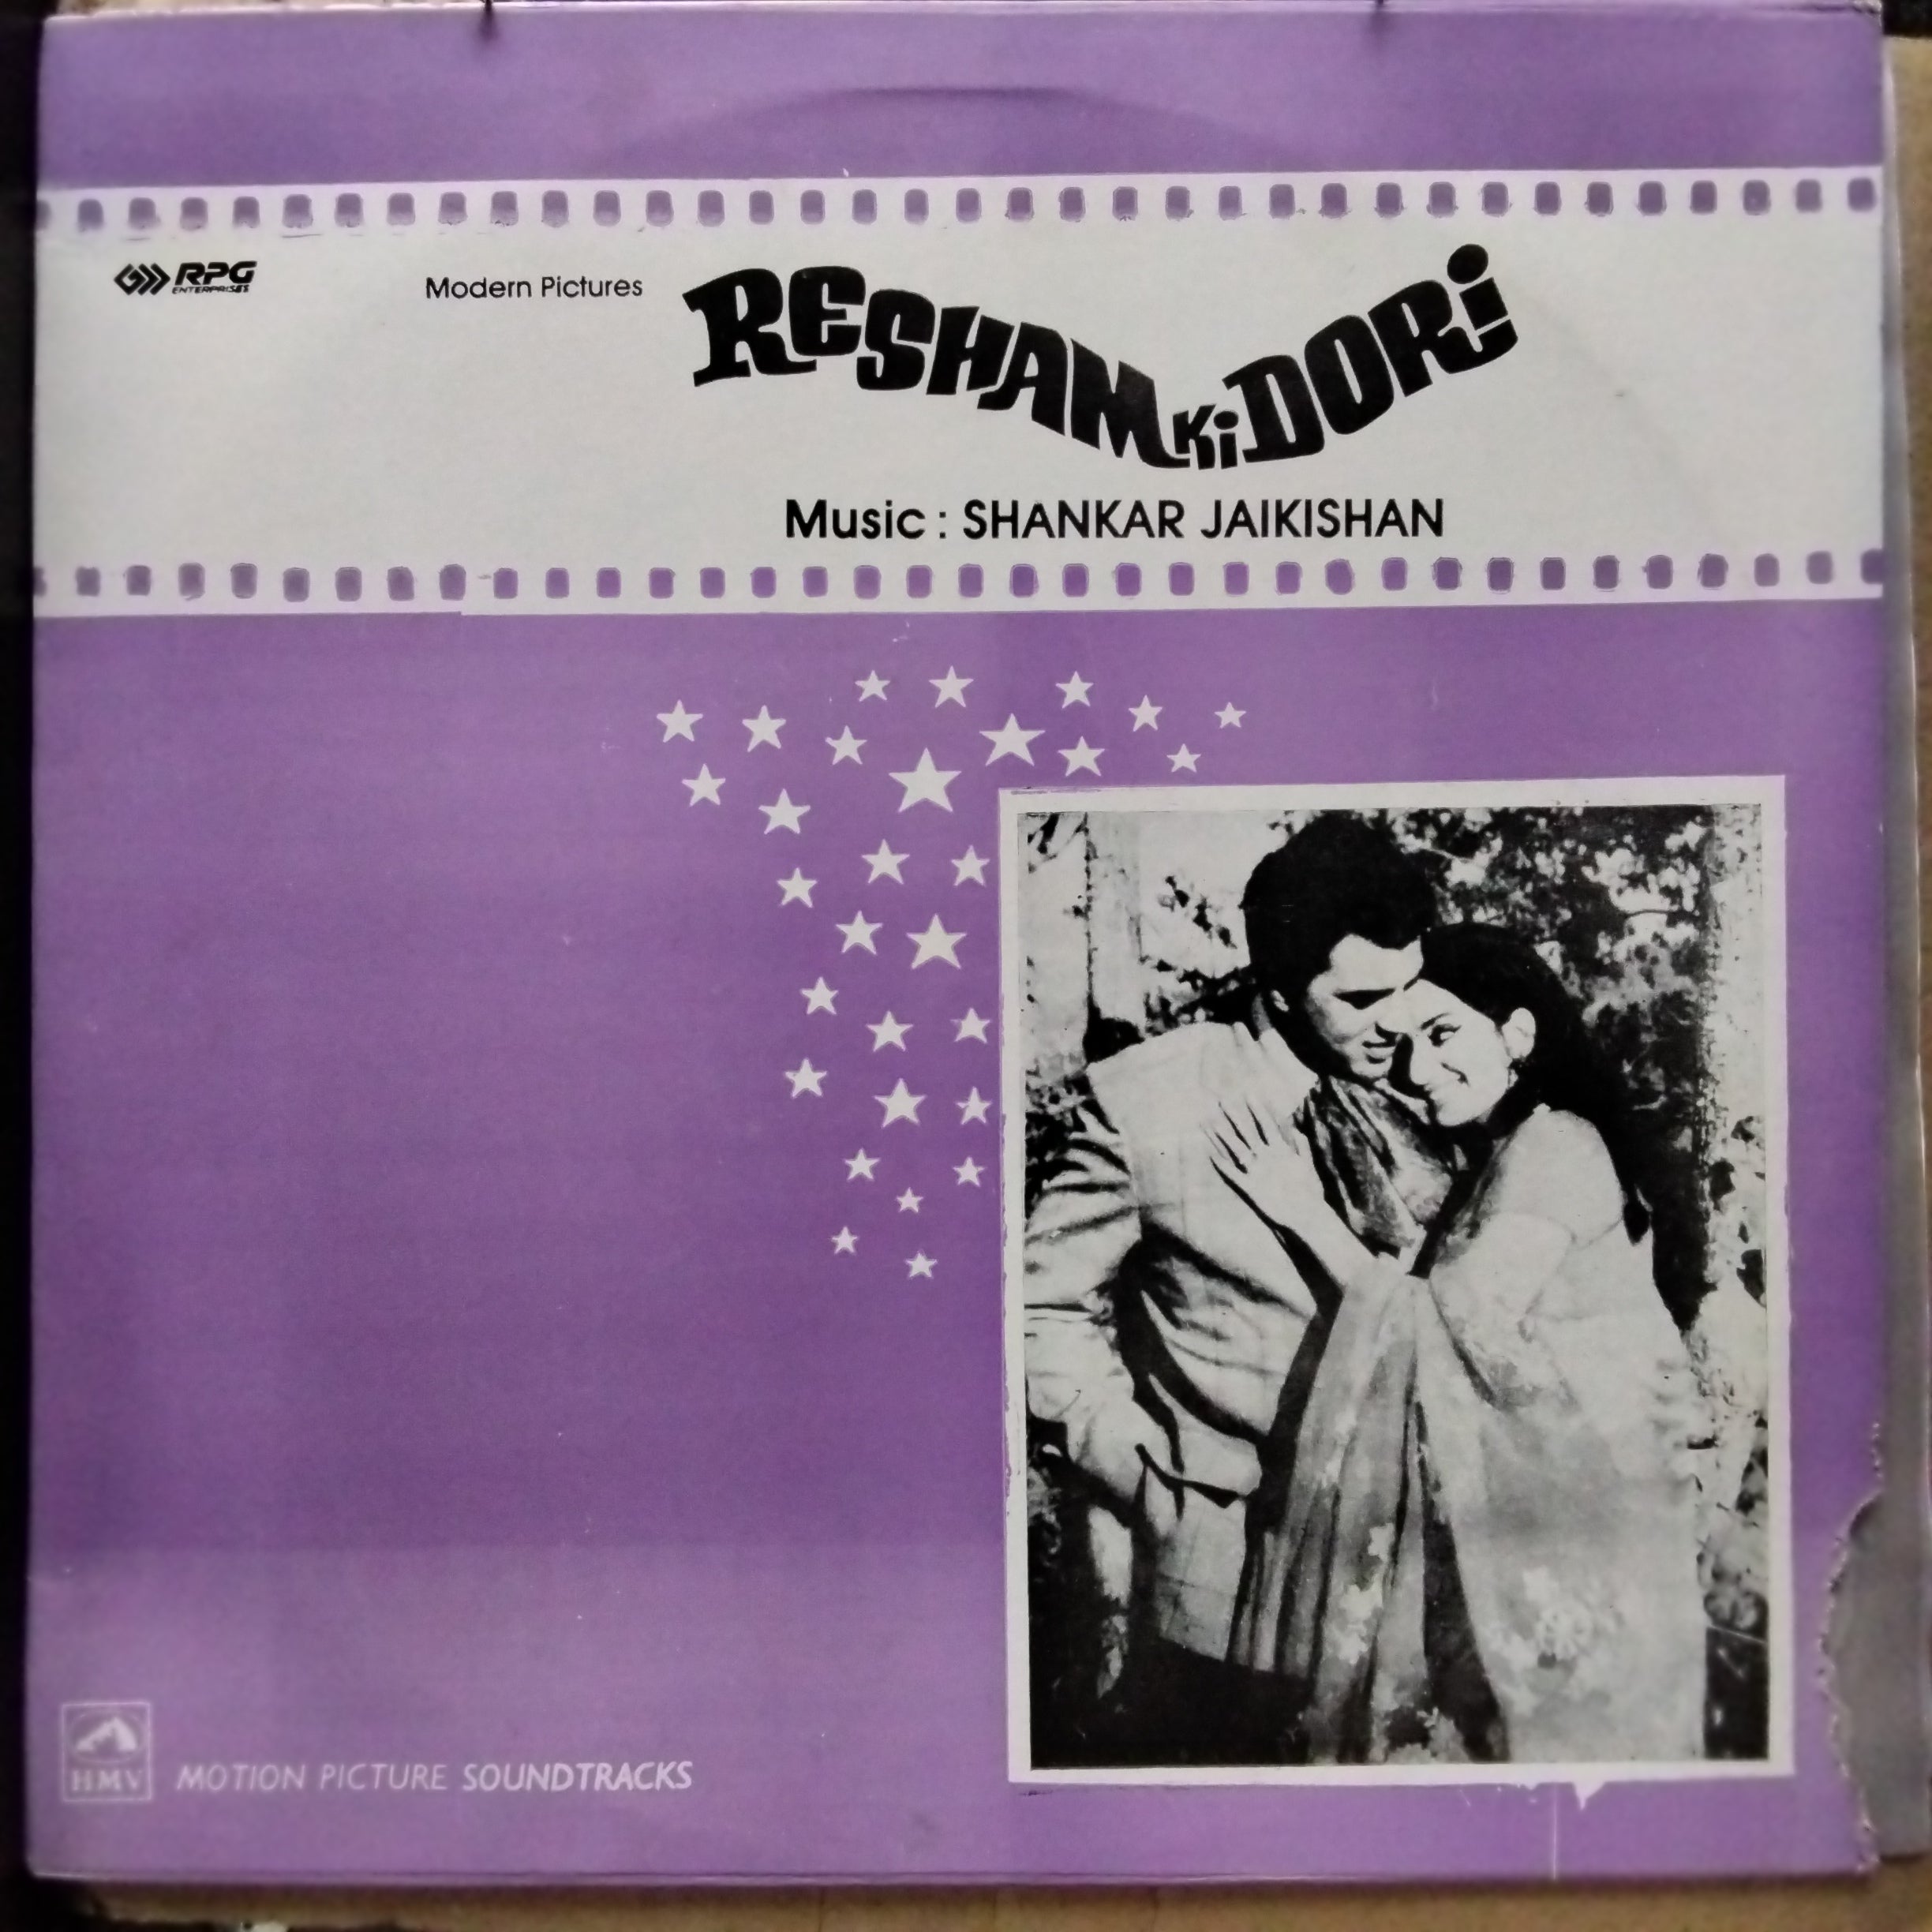 RPG
ENTERPRISES
Modern Pictures
RESHAM Ki DORi
Music : SHANKAR JAIKISHAN
HMV
MOTION PICTURE SOUNDTRACKS